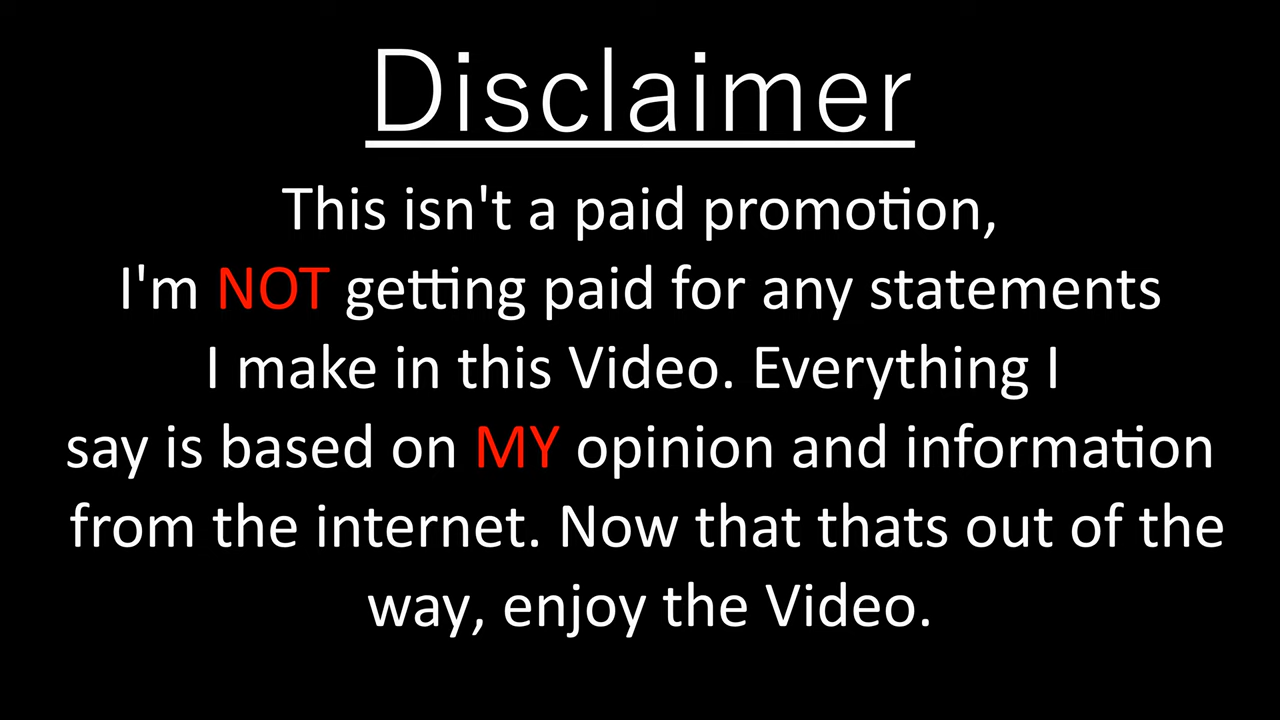 Disclaimer
This isn't a paid promotion,
I'm NOT getting paid for any statements
I make in this Video. Everything I
say is based on MY opinion and information
from the internet. Now that thats out of the
way, enjoy the Video.